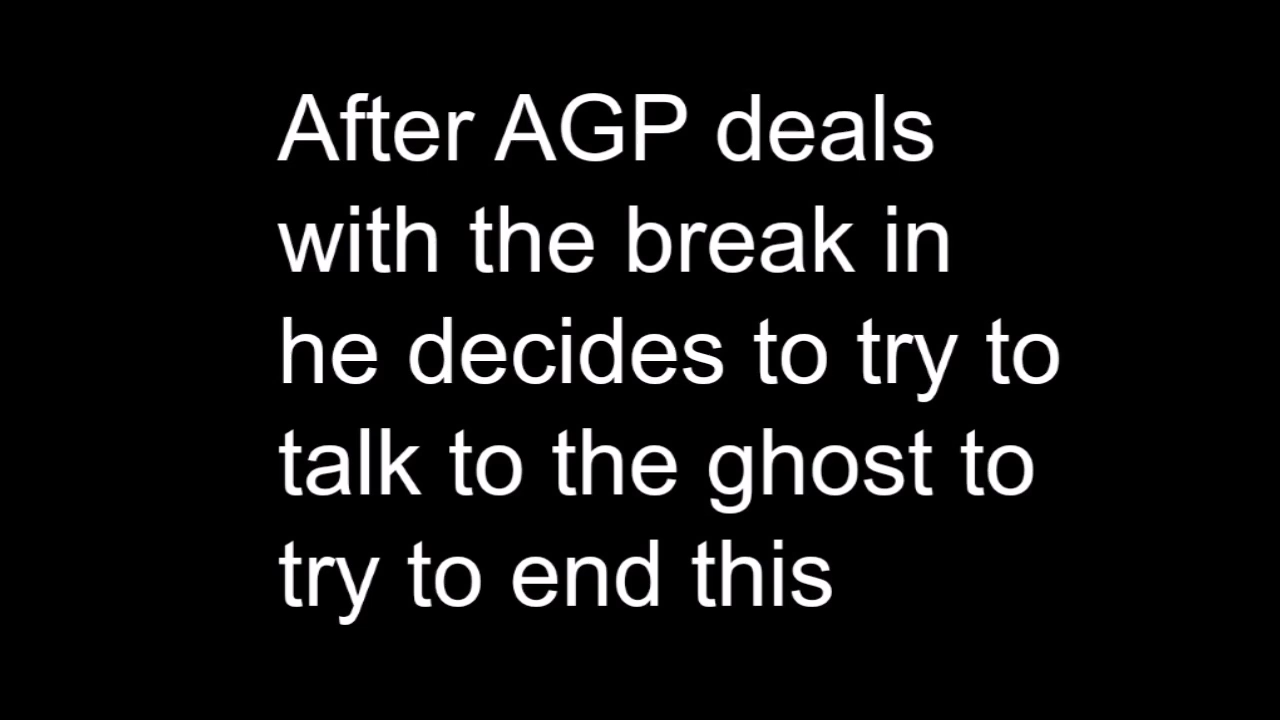 After AGP deals
with the break in
he decides to try to
talk to the ghost to
try to end this